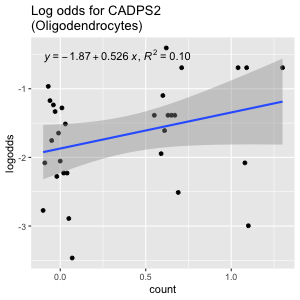 Log odds for CADPS2
(Oligodendrocytes)
y = −1.87 + 0.526 x, R² = 0.10
-1
-2
-3
logodds
0.0 0.5 1.0
count